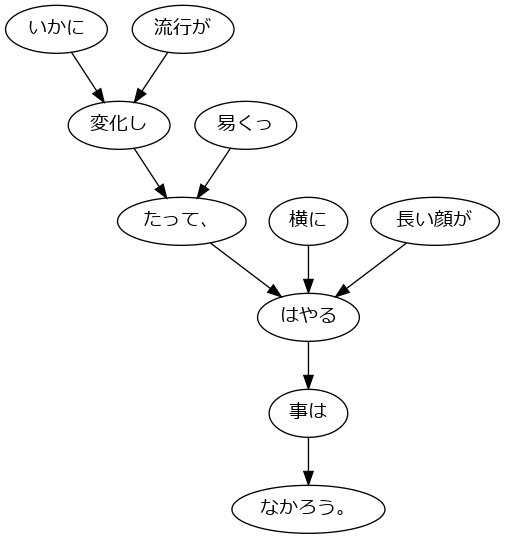 いかに
流行が
変化し
易くっ
たって、
横に
長い顔が
はやる
事は
なかろう。